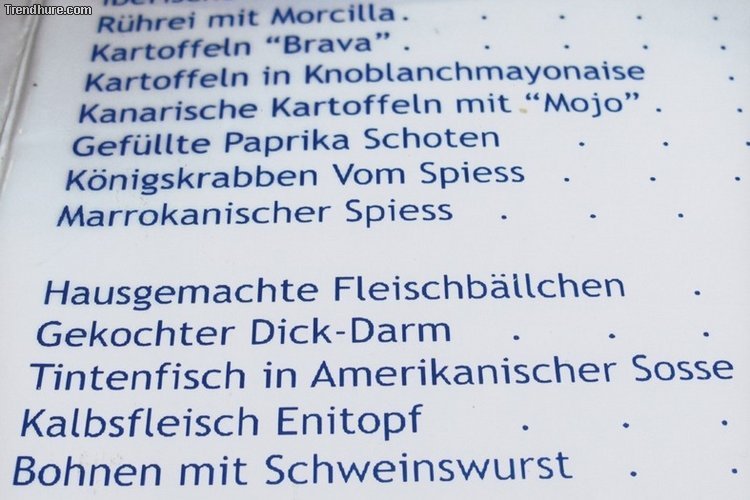 Trendhure.com
Rührei mit Morcilla. . . . .
Kartoffeln “Brava” . . . . .
Kartoffeln in Knoblanchmayonaise .
Kanarische Kartoffeln mit “Mojo” . .
Gefüllte Paprika Schoten . . .
Königskrabben Vom Spiess . . .
Marrokanischer Spiess . . .
Hausgemachte Fleischbällchen .
Gekochter Dick-Darm . . .
Tintenfisch in Amerikanischer Sosse
Kalbsfleisch Enitopf . . .
Bohnen mit Schweinswurst . .